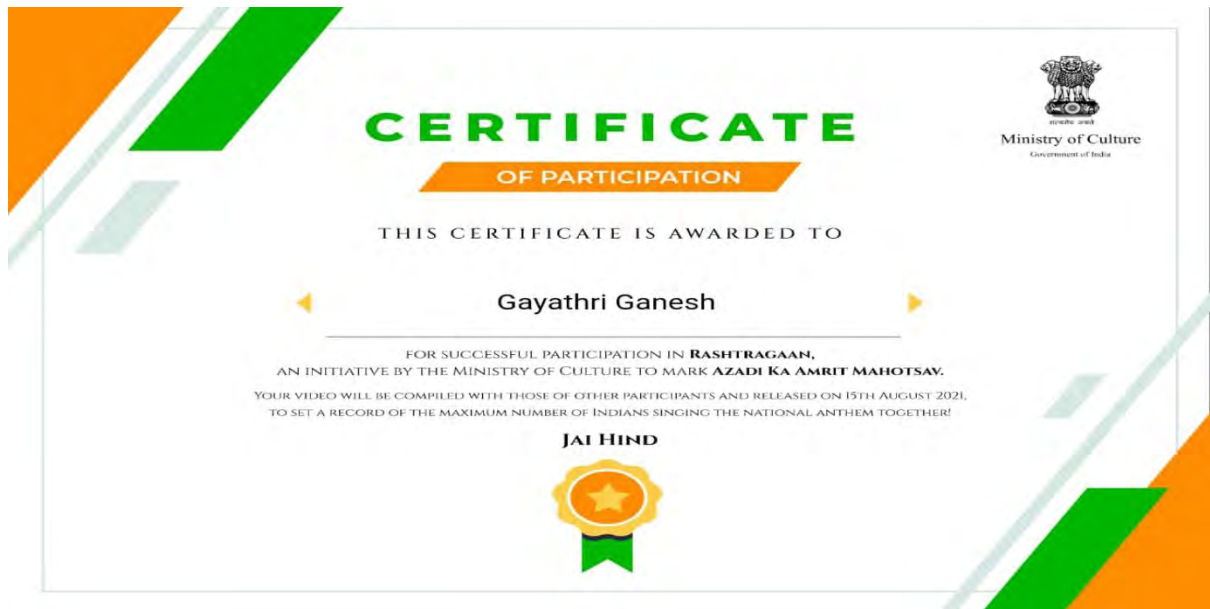 CERTIFICATE
OF PARTICIPATION
सत्यमेव जयते
Ministry of Culture
Government of India
THIS CERTIFICATE IS AWARDED TO
Gayathri Ganesh
FOR SUCCESSFUL PARTICIPATION IN RASHTRAGAAN,
AN INITIATIVE BY THE MINISTRY OF CULTURE TO MARK AZADI KA AMRIT MAHOTSAV.
YOUR VIDEO WILL BE COMPILED WITH THOSE OF OTHER PARTICIPANTS AND RELEASED ON 15TH AUGUST 2021,
TO SET A RECORD OF THE MAXIMUM NUMBER OF INDIANS SINGING THE NATIONAL ANTHEM TOGETHER!
JAI HIND